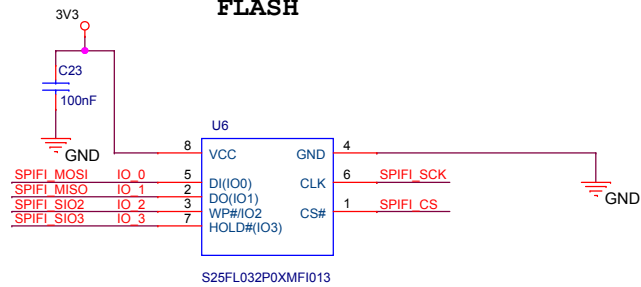 FLASH
3V3
C23
100nF
GND
U6
8 VCC GND 4
SPIFI_MOSI IO_0 5 DI(IO0) CLK 6 SPIFI_SCK
SPIFI_MISO IO_1 2 DO(IO1)
SPIFI_SIO2 IO_2 3 WP#/IO2 CS# 1 SPIFI_CS
SPIFI_SIO3 IO_3 7 HOLD#(IO3)
GND
S25FL032P0XMFI013